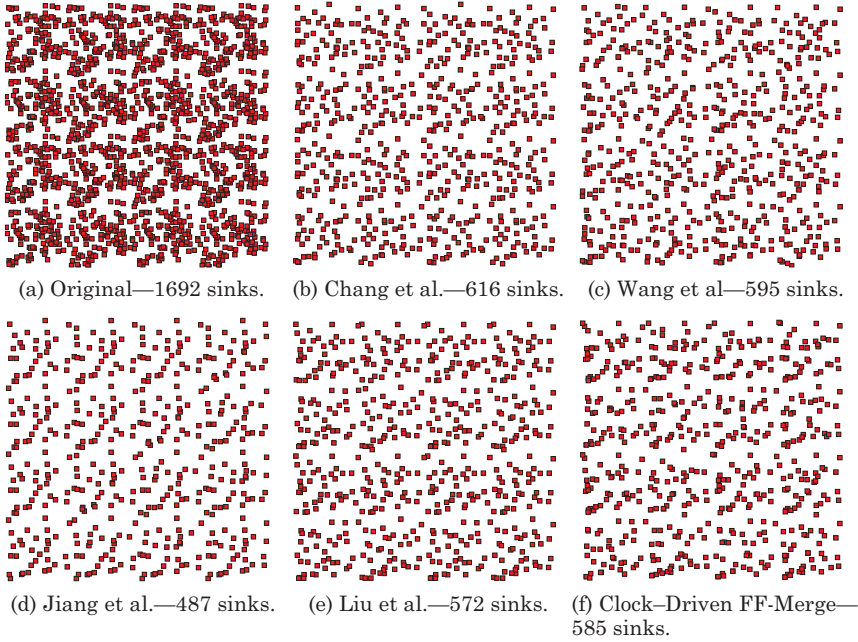 (a) Original—1692 sinks.
(b) Chang et al.—616 sinks.
(c) Wang et al—595 sinks.
(d) Jiang et al.—487 sinks.
(e) Liu et al.—572 sinks.
(f) Clock–Driven FF-Merge—
585 sinks.